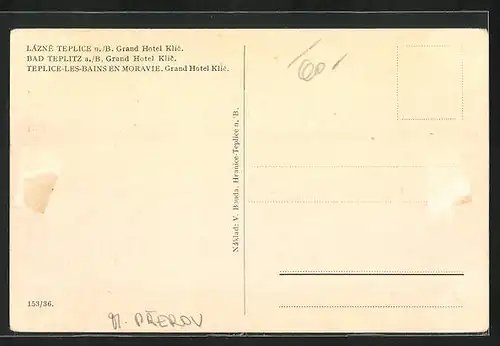 LÁZNĚ TEPLICE n./B. Grand Hotel Klíč.
BAD TEPLITZ a./B. Grand Hotel Klíč.
TEPLICE-LES-BAINS EN MORAVIE. Grand Hotel Klíč.
Náklad: V. Bouda, Hranice-Teplice n. B.
153/36.
PŘEROV